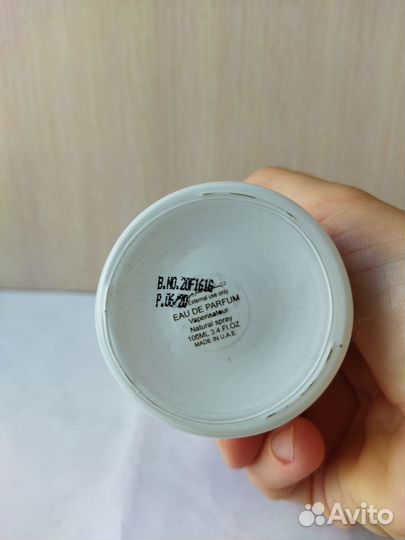 B.NO. 20F1616
P.06/20
External use only
EAU DE PARFUM
Vaporisateur
Natural spray
100ML 3.4 Fl.OZ
MADE IN U.A.E.
Avito